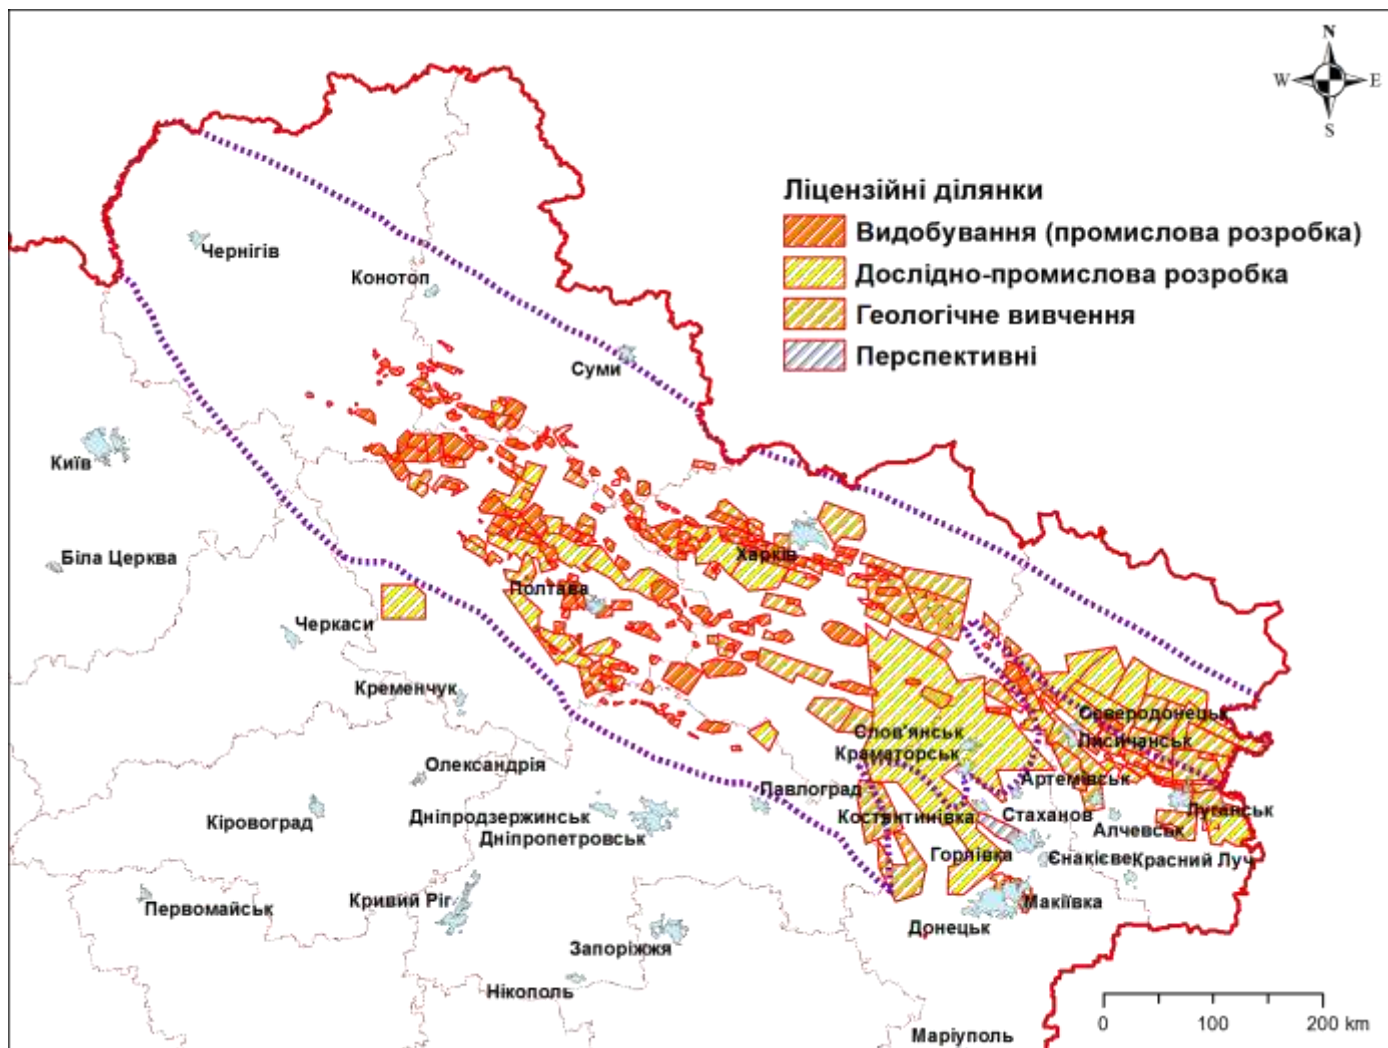 N
W E
S
Ліцензійні ділянки
Видобування (промислова розробка)
Дослідно-промислова розробка
Геологічне вивчення
Перспективні
Чернігів
Конотоп
Суми
Київ
Харків
Біла Церква
Полтава
Черкаси
Кременчук
Сєверодонецьк
Слов'янськ
Лисичанськ
Краматорськ
Олександрія
Артемівськ
Павлоград
Кіровоград
Дніпродзержинськ
Костянтинівка
Стаханов
Луганськ
Дніпропетровськ
Алчевськ
Горлівка
Єнакієве
Красний Луч
Первомайськ
Кривий Ріг
Макіївка
Донецьк
Запоріжжя
Нікополь
Маріуполь
0 100 200 km